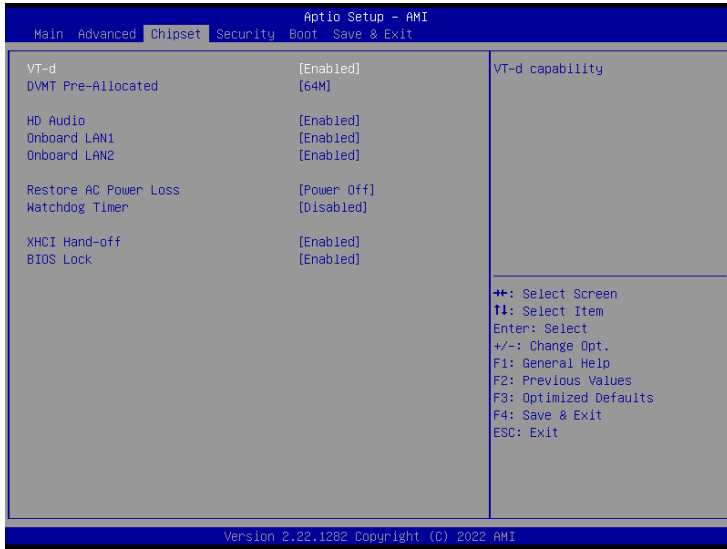 Aptio Setup – AMI
Main Advanced Chipset Security Boot Save & Exit
VT-d [Enabled]
DVMT Pre-Allocated [64M]
HD Audio [Enabled]
Onboard LAN1 [Enabled]
Onboard LAN2 [Enabled]
Restore AC Power Loss [Power Off]
Watchdog Timer [Disabled]
XHCI Hand-off [Enabled]
BIOS Lock [Enabled]
VT-d capability
→←: Select Screen
↑↓: Select Item
Enter: Select
+/-: Change Opt.
F1: General Help
F2: Previous Values
F3: Optimized Defaults
F4: Save & Exit
ESC: Exit
Version 2.22.1282 Copyright (C) 2022 AMI